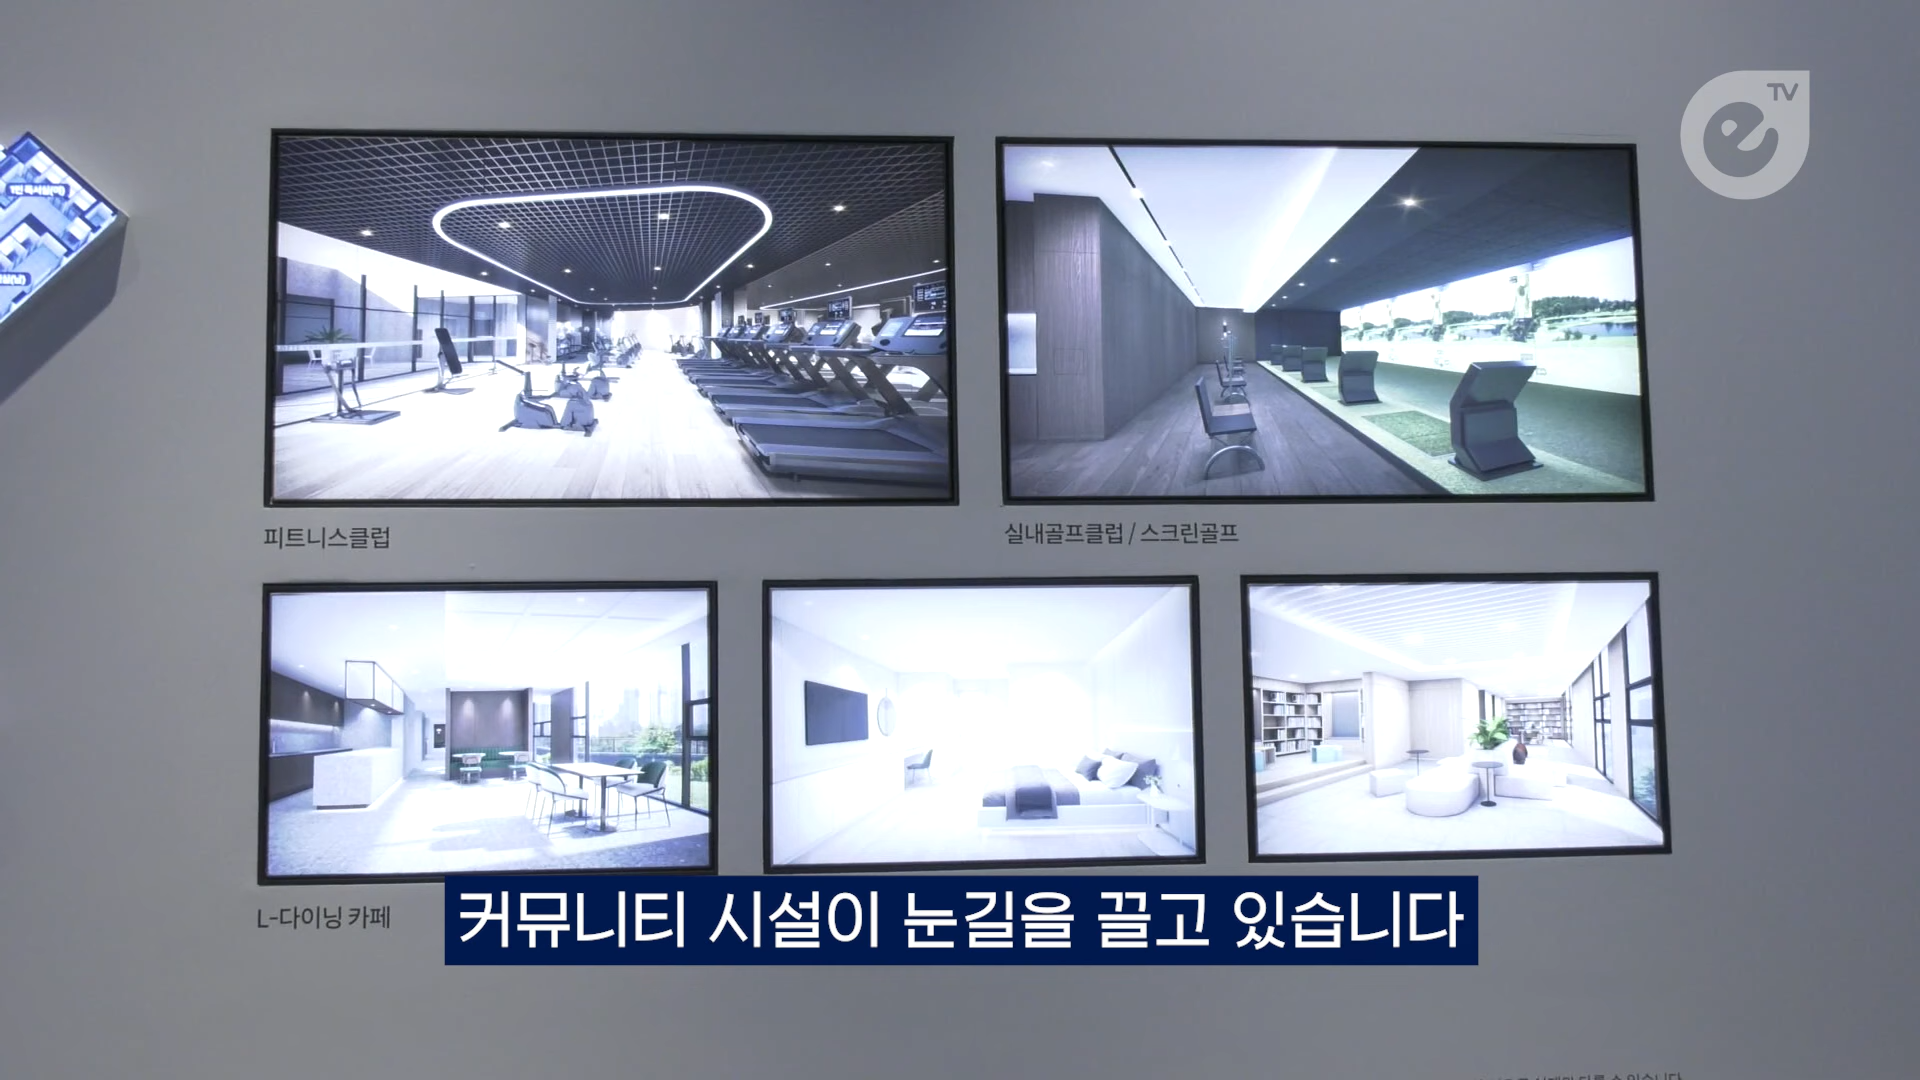 TV
e
피트니스클럽
실내골프클럽 / 스크린골프
L-다이닝 카페
커뮤니티 시설이 눈길을 끌고 있습니다